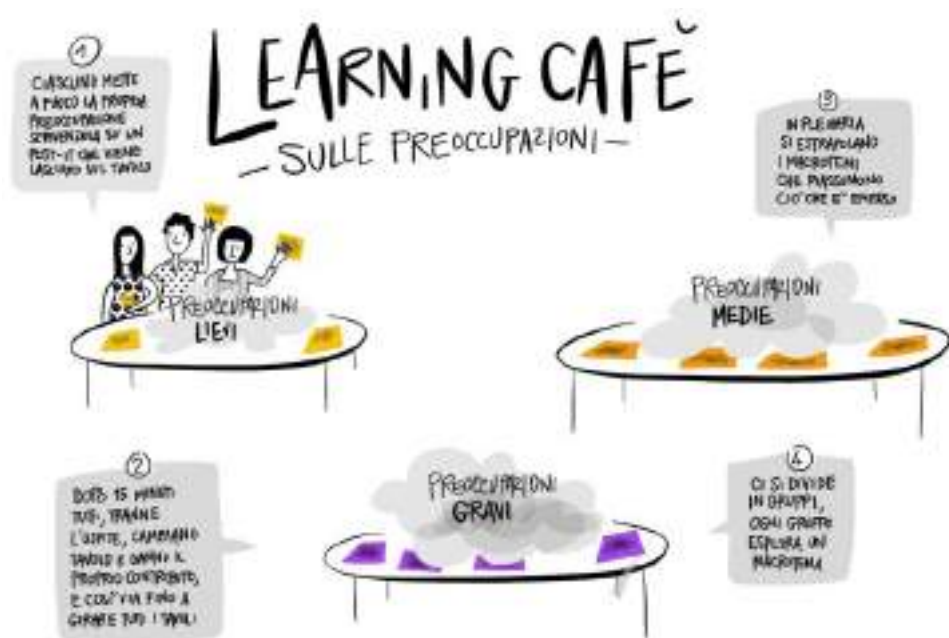 LEARNING CAFÈ
— SULLE PREOCCUPAZIONI —
1
CIASCUNO METTE
A FUOCO LA PROPRIA
PREOCCUPAZIONE
SCRIVENDOLA SU UN
POST-IT CHE VIENE
LASCIATO SUL TAVOLO
PREOCCUPAZIONI
LIEVI
2
DOPO 15 MINUTI
TUTTI, TRANNE
L'OSPITE, CAMBIANO
TAVOLO E DANNO IL
PROPRIO CONTRIBUTO,
E COSÌ VIA FINO A
GIRARE TUTTI I TAVOLI
PREOCCUPAZIONI
GRAVI
3
IN PLENARIA
SI ESTRAPOLANO
I MACROTEMI
CHE RIASSUMONO
CIO' CHE E' EMERSO
PREOCCUPAZIONI
MEDIE
4
CI SI DIVIDE
IN GRUPPI,
OGNI GRUPPO
ESPLORA UN
MACROTEMA